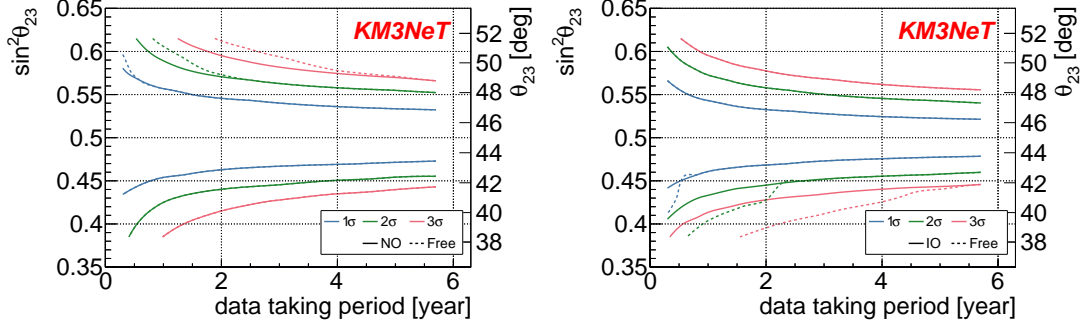 KM3NeT
sin²θ₂₃
0.65
0.6
0.55
0.5
0.45
0.4
0.35
52
50
48
46
44
42
40
38
θ₂₃ [deg]
1σ 2σ 3σ
NO Free
0 2 4 6
data taking period [year]
KM3NeT
sin²θ₂₃
0.65
0.6
0.55
0.5
0.45
0.4
0.35
52
50
48
46
44
42
40
38
θ₂₃ [deg]
1σ 2σ 3σ
IO Free
0 2 4 6
data taking period [year]